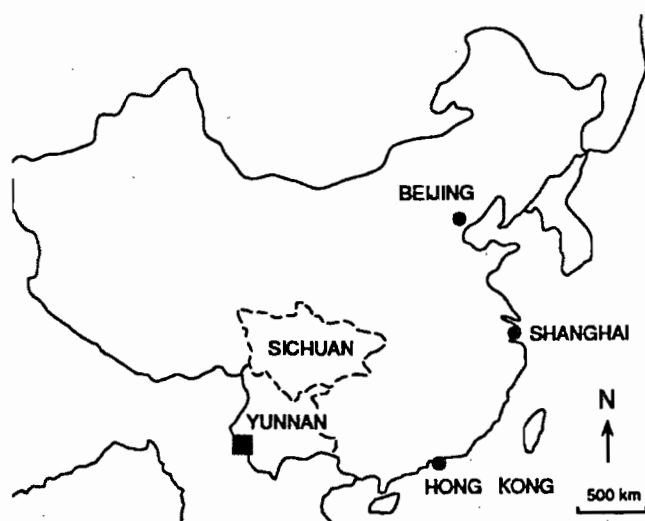 BEIJING
SHANGHAI
SICHUAN
YUNNAN
N
HONG KONG
500 km